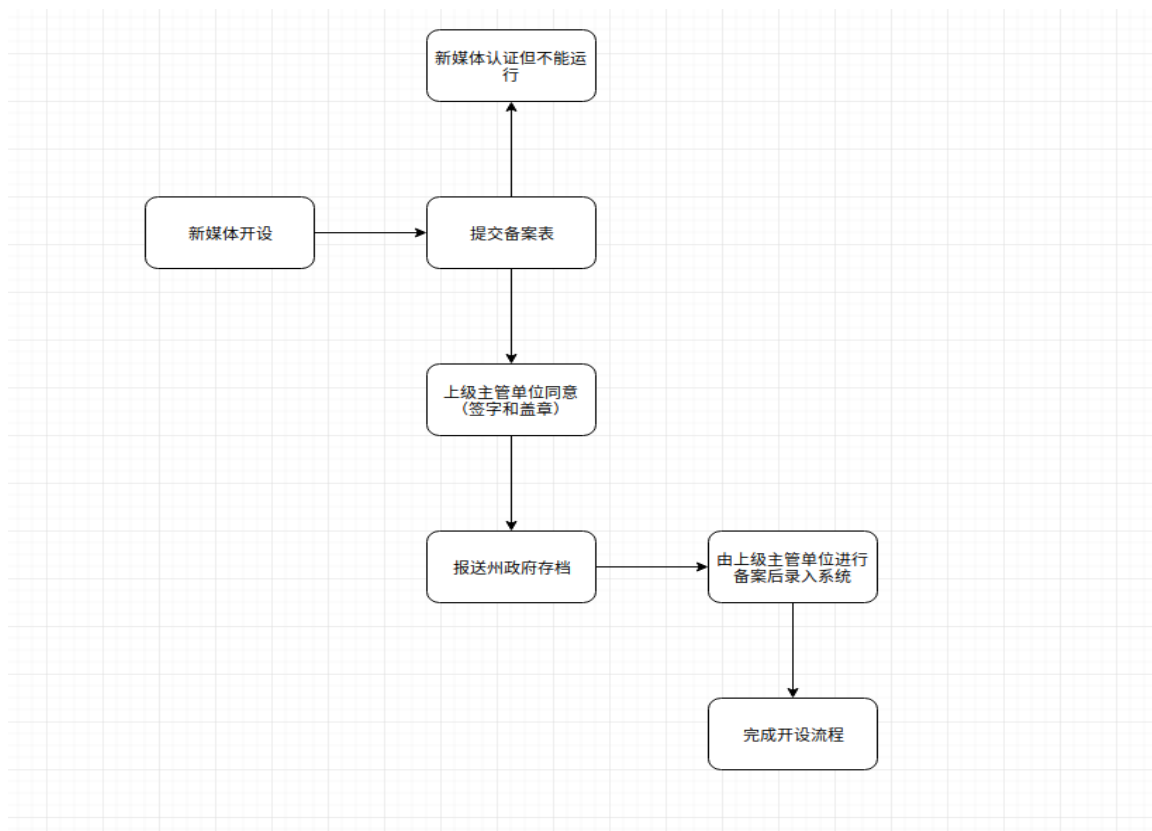 新媒体认证但不能运
行
新媒体开设
提交备案表
上级主管单位同意
（签字和盖章）
报送州政府存档
由上级主管单位进行
备案后录入系统
完成开设流程